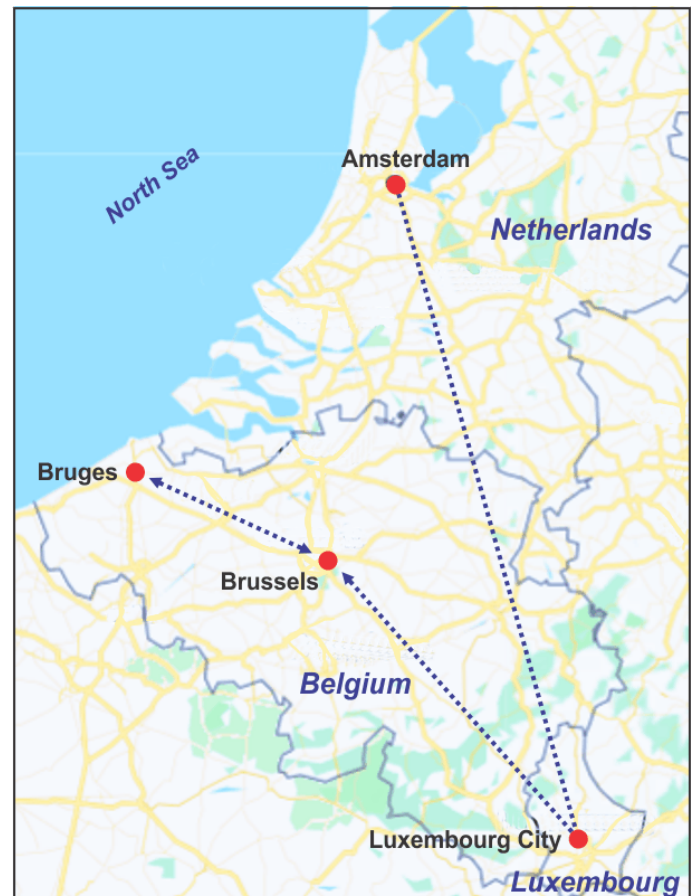 Amsterdam
North Sea
Netherlands
Bruges
Brussels
Belgium
Luxembourg City
Luxembourg